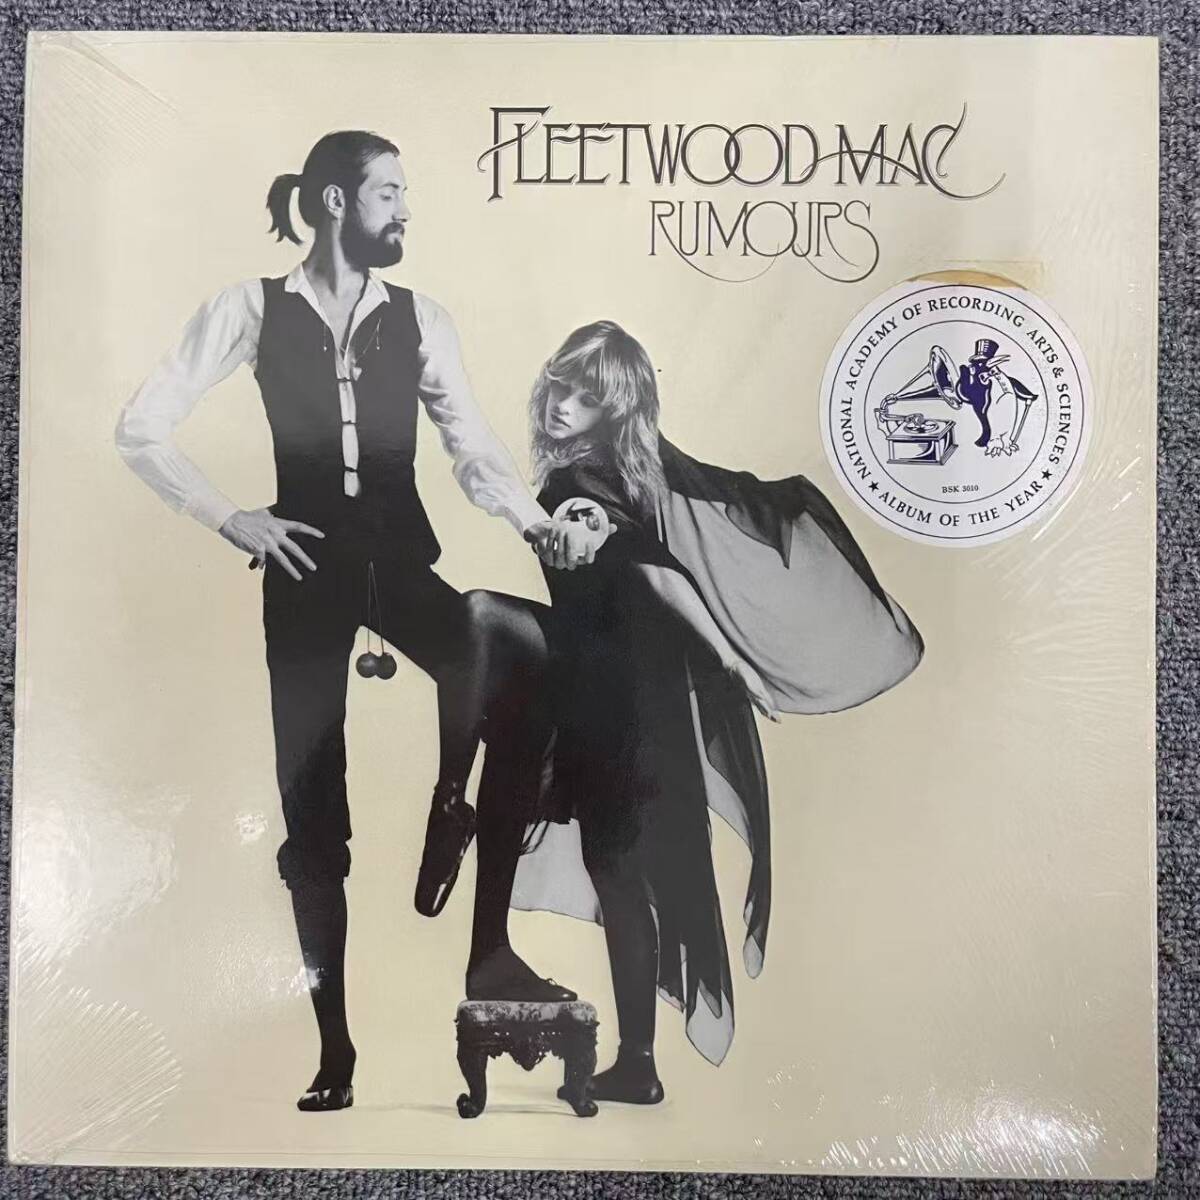 FLEETWOOD MAC
RUMOURS
NATIONAL ACADEMY OF RECORDING ARTS & SCIENCES
★ ALBUM OF THE YEAR ★
BSK 3010